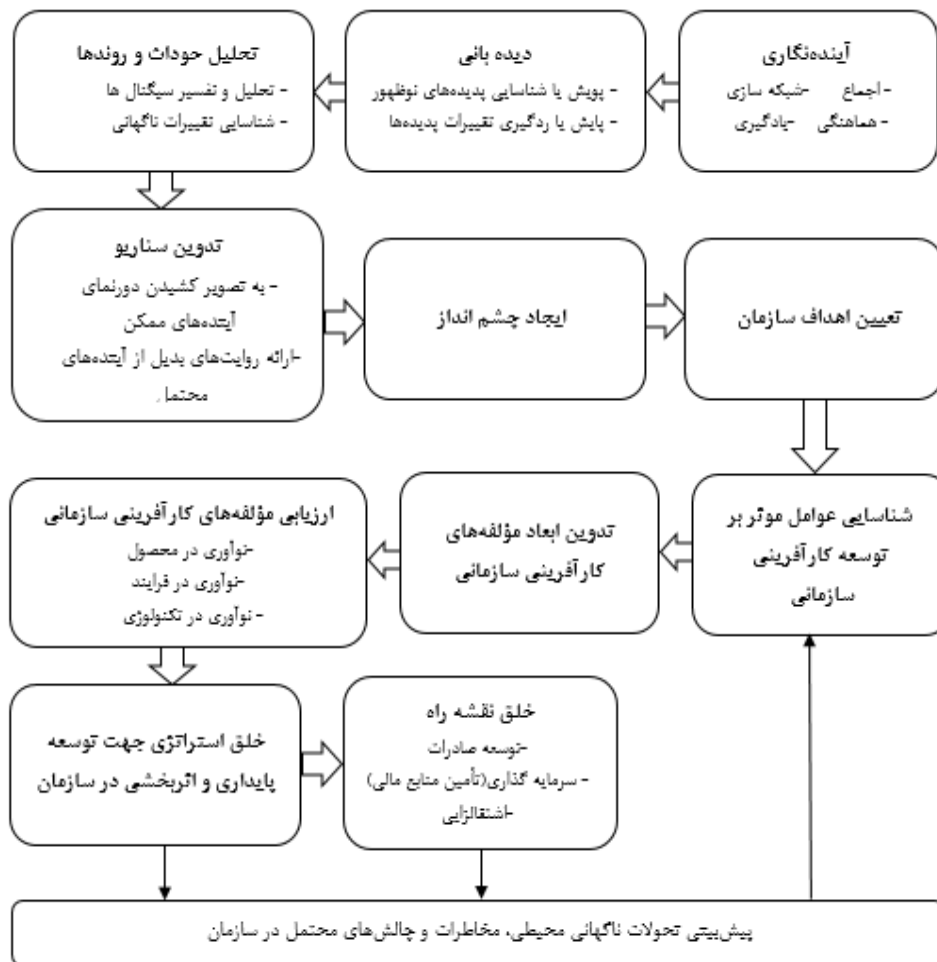 آینده‌نگاری
- اجماع -شبکه سازی
- هماهنگی -یادگیری
دیده بانی
- پویش یا شناسایی پدیده‌های نوظهور
- پایش یا ردگیری تغییرات پدیده‌ها
تحلیل حوداث و روندها
- تحلیل و تفسیر سیگنال ها
- شناسایی تغییرات ناگهانی
تدوین سناریو
- به تصویر کشیدن دورنمای
آینده‌های ممکن
-ارائه روایت‌های بدیل از آینده‌های
محتمل
ایجاد چشم انداز
تعیین اهداف سازمان
شناسایی عوامل موثر بر
توسعه کارآفرینی
سازمانی
تدوین ابعاد مؤلفه‌های
کارآفرینی سازمانی
ارزیابی مؤلفه‌های کارآفرینی سازمانی
-نوآوری در محصول
-نوآوری در فرایند
- نوآوری در تکنولوژی
خلق استراتژی جهت توسعه
پایداری و اثربخشی در سازمان
خلق نقشه راه
-توسعه صادرات
- سرمایه گذاری(تأمین منابع مالی)
-اشتغالزایی
پیش‌بینی تحولات ناگهانی محیطی، مخاطرات و چالش‌های محتمل در سازمان